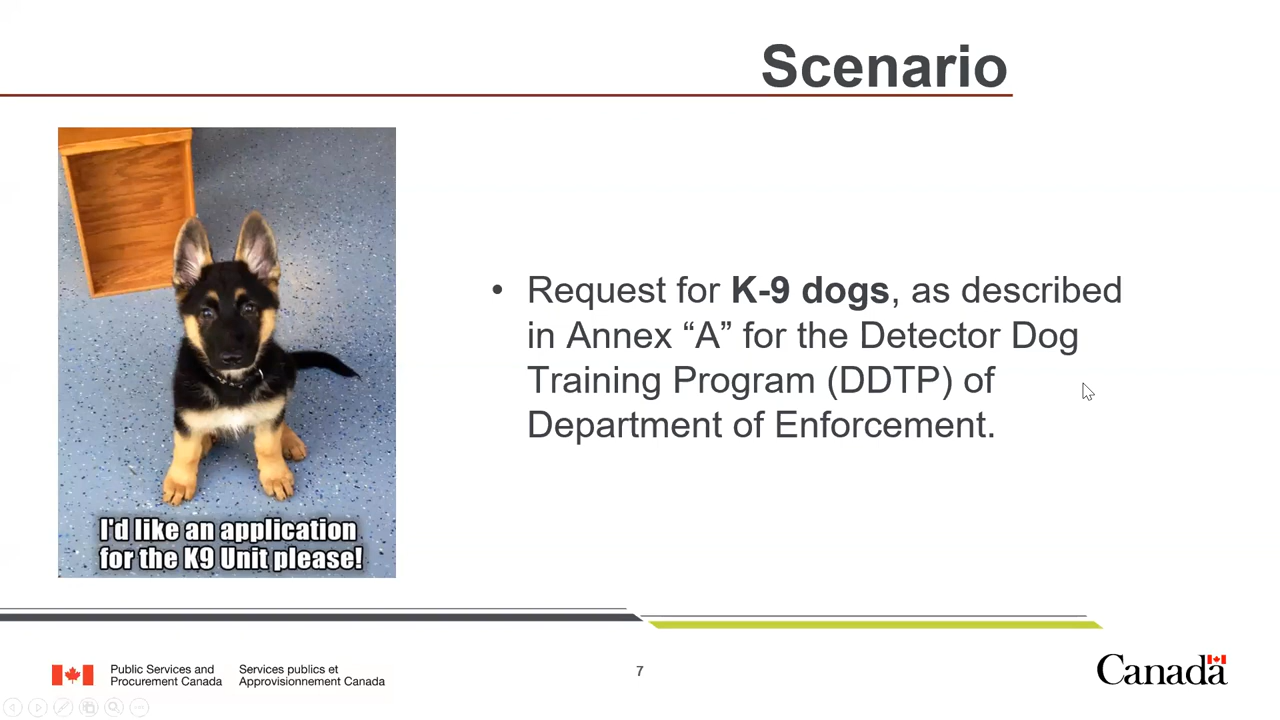 Scenario
I'd like an application
for the K9 Unit please!
• Request for K-9 dogs, as described
in Annex “A” for the Detector Dog
Training Program (DDTP) of
Department of Enforcement.
Public Services and
Procurement Canada
Services publics et
Approvisionnement Canada
7
Canada